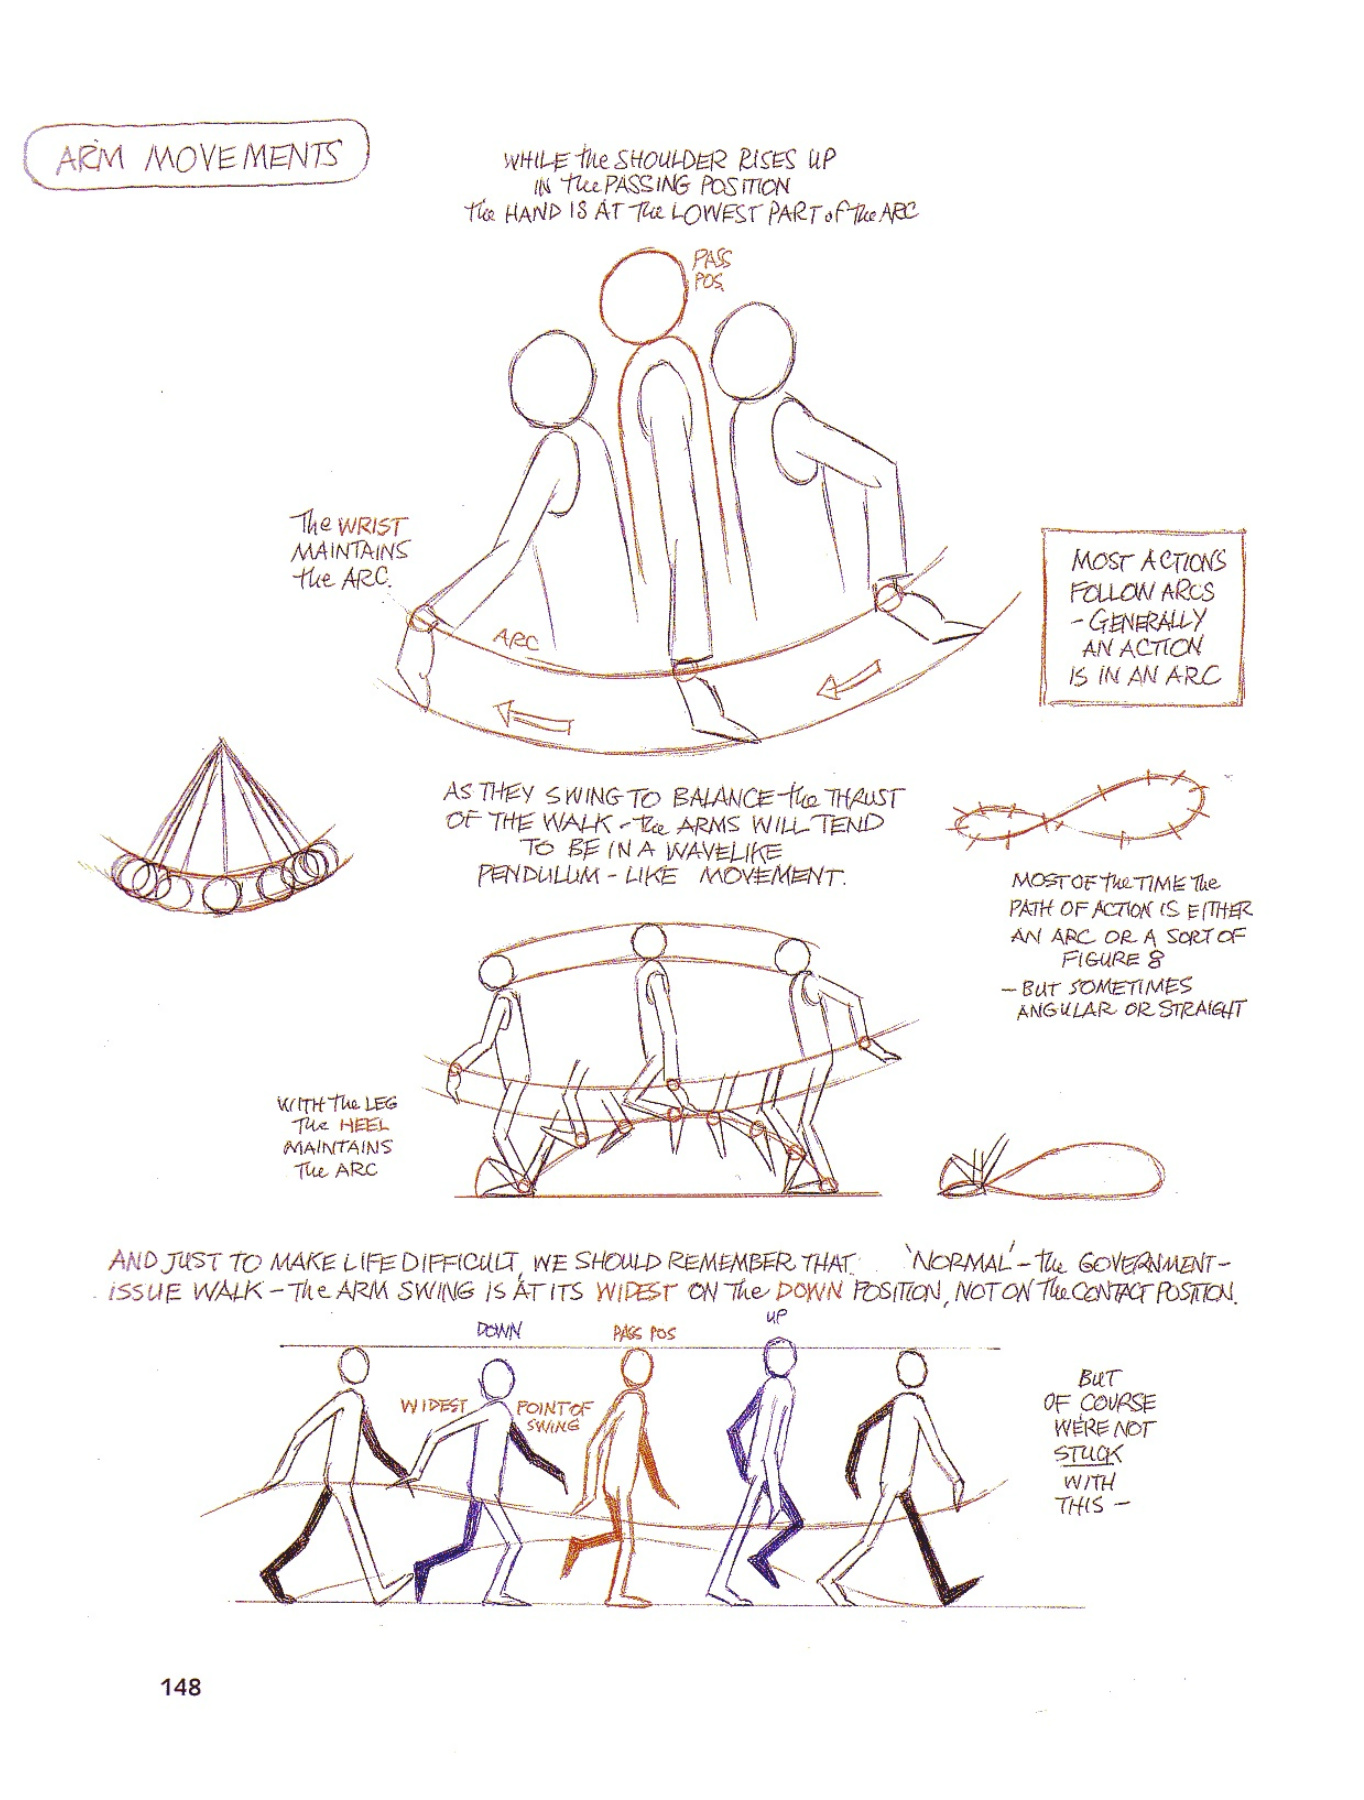 ARM MOVEMENTS
WHILE the SHOULDER RISES UP
IN the PASSING POSITION
the HAND IS AT the LOWEST PART of the ARC
PASS
POS.
The WRIST
MAINTAINS
the ARC.
ARC
MOST ACTIONS
FOLLOW ARCS
- GENERALLY
AN ACTION
IS IN AN ARC
AS THEY SWING TO BALANCE the THRUST
OF THE WALK - the ARMS WILL TEND
TO BE IN A WAVELIKE
PENDULUM - LIKE MOVEMENT.
MOST OF the TIME the
PATH OF ACTION IS EITHER
AN ARC OR A SORT OF
FIGURE 8
- BUT SOMETIMES
ANGULAR OR STRAIGHT
WITH the LEG
the HEEL
MAINTAINS
the ARC
AND JUST TO MAKE LIFE DIFFICULT, WE SHOULD REMEMBER THAT 'NORMAL' - the GOVERNMENT -
ISSUE WALK - the ARM SWING IS AT ITS WIDEST ON the DOWN POSITION, NOT ON the CONTACT POSITION.
DOWN
PASS POS
UP
WIDEST POINT OF
SWING
BUT
OF COURSE
WE'RE NOT
STUCK
WITH
THIS -
148